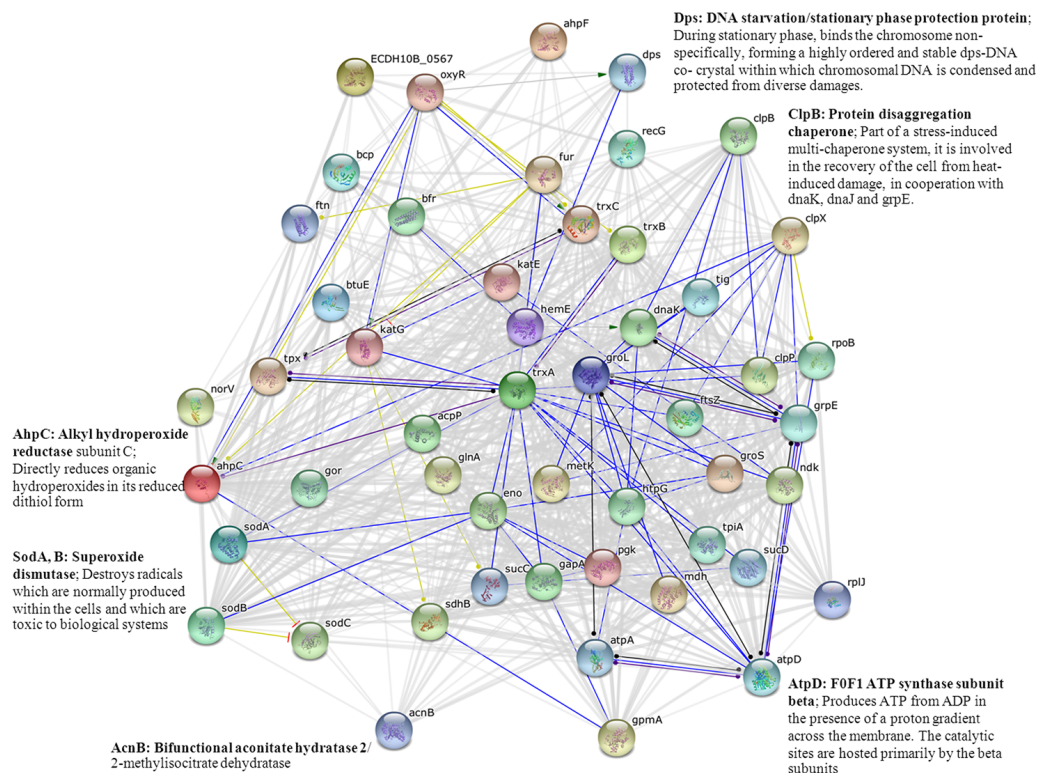 Dps: DNA starvation/stationary phase protection protein;
During stationary phase, binds the chromosome non-
specifically, forming a highly ordered and stable dps-DNA
co- crystal within which chromosomal DNA is condensed and
protected from diverse damages.
ahpF
ECDH10B_0567
oxyR
dps
clpB
ClpB: Protein disaggregation
chaperone; Part of a stress-induced
multi-chaperone system, it is involved
in the recovery of the cell from heat-
induced damage, in cooperation with
dnaK, dnaJ and grpE.
recG
bcp
fur
ftn
bfr
trxC
trxB
clpX
katE
tig
btuE
hemE
dnaK
katG
rpoB
tpx
groL
clpP
trxA
norV
ftsZ
grpE
acpP
AhpC: Alkyl hydroperoxide
reductase subunit C;
Directly reduces organic
hydroperoxides in its reduced
dithiol form
ahpC
gor
glnA
metK
groS
ndk
eno
htpG
sodA
tpiA
SodA, B: Superoxide
dismutase; Destroys radicals
which are normally produced
within the cells and which are
toxic to biological systems
sucC
gapA
pgk
sucD
mdh
rplJ
sodB
sodC
sdhB
atpA
atpD
AtpD: F0F1 ATP synthase subunit
beta; Produces ATP from ADP in
the presence of a proton gradient
across the membrane. The catalytic
sites are hosted primarily by the beta
subunits
acnB
gpmA
AcnB: Bifunctional aconitate hydratase 2/
2-methylisocitrate dehydratase